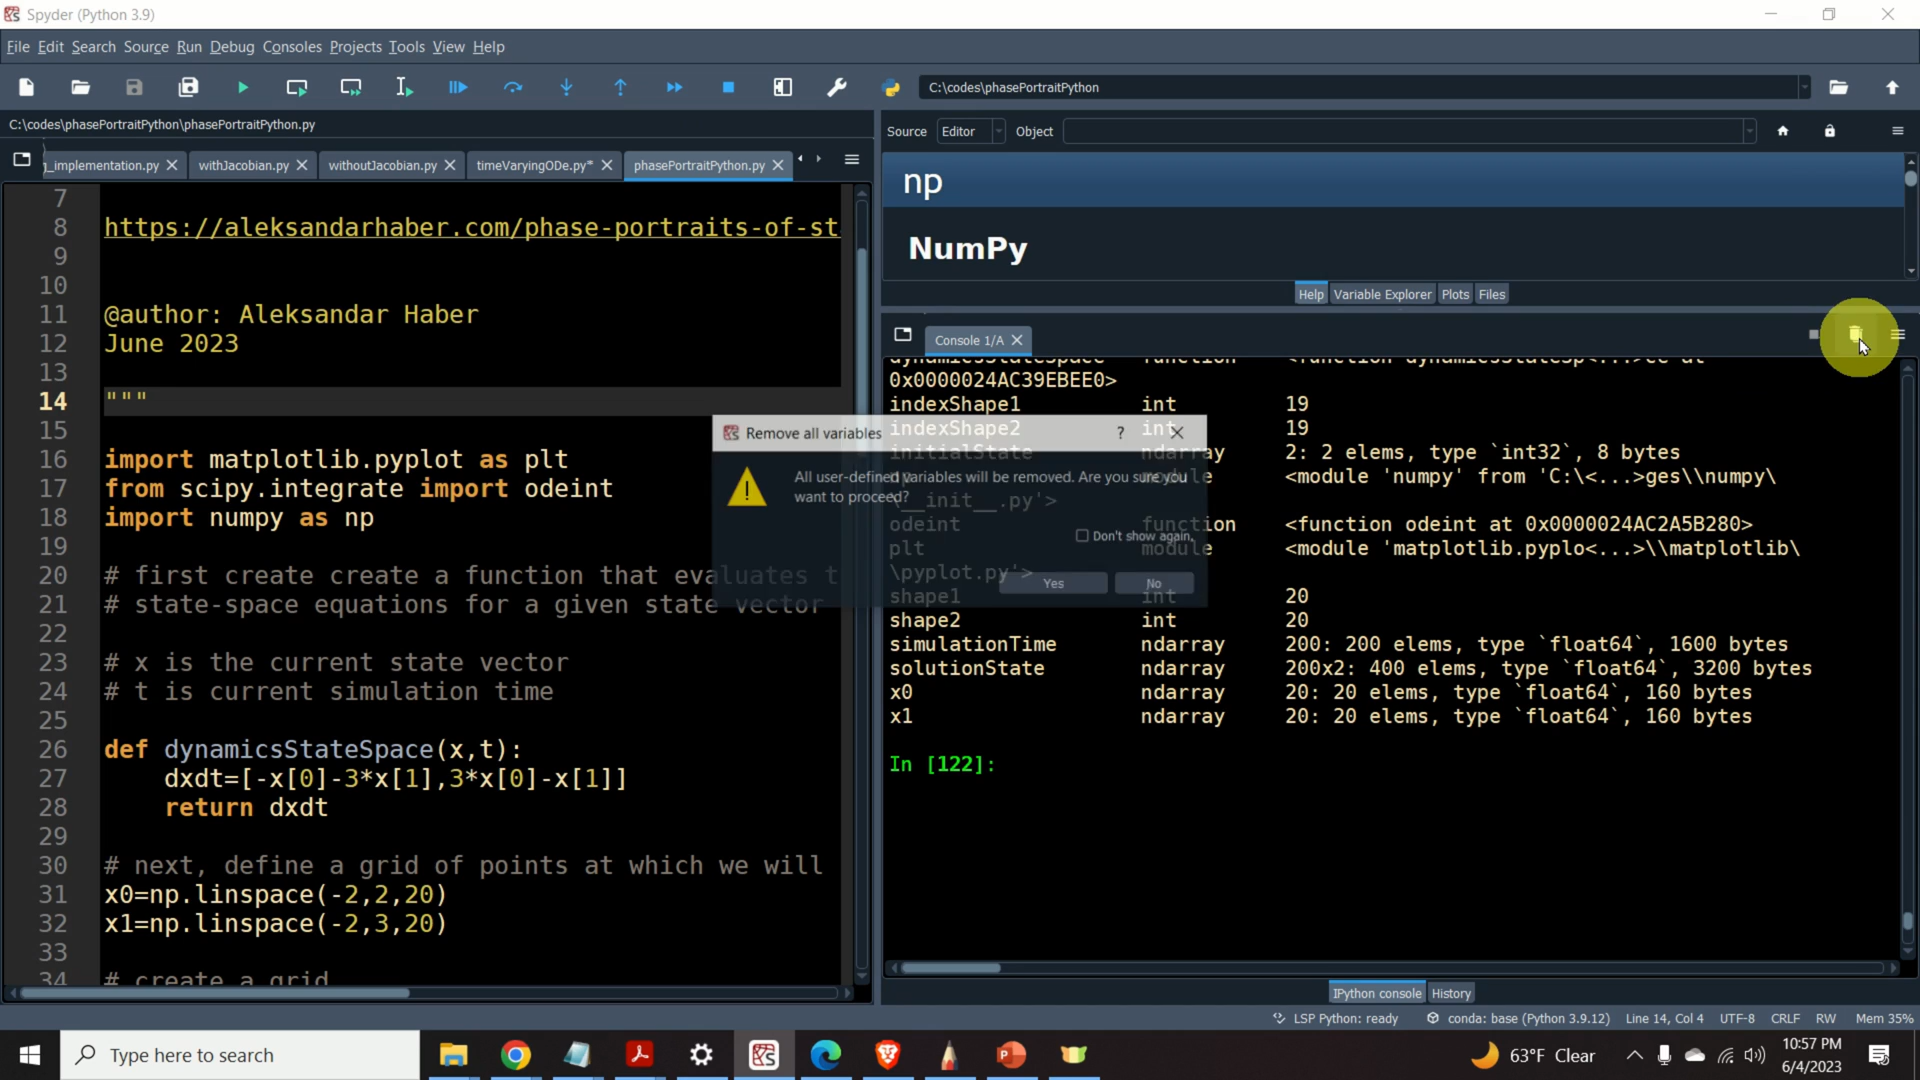 Spyder (Python 3.9)
File Edit Search Source Run Debug Consoles Projects Tools View Help
C:\codes\phasePortraitPython
C:\codes\phasePortraitPython\phasePortraitPython.py
_implementation.py withJacobian.py withoutJacobian.py timeVaryingODe.py* phasePortraitPython.py
7
8 https://aleksandarhaber.com/phase-portraits-of-st
9
10
11 @author: Aleksandar Haber
12 June 2023
13
14 """
15
16 import matplotlib.pyplot as plt
17 from scipy.integrate import odeint
18 import numpy as np
19
20 # first create create a function that evaluates t
21 # state-space equations for a given state vector
22
23 # x is the current state vector
24 # t is current simulation time
25
26 def dynamicsStateSpace(x,t):
27 dxdt=[-x[0]-3*x[1],3*x[0]-x[1]]
28 return dxdt
29
30 # next, define a grid of points at which we will
31 x0=np.linspace(-2,2,20)
32 x1=np.linspace(-2,3,20)
33
34 # create a grid
Source Editor Object
np
NumPy
Help Variable Explorer Plots Files
Console 1/A
0x0000024AC39EBEE0>
indexShape1 int 19
indexShape2 int 19
initialState ndarray 2: 2 elems, type `int32`, 8 bytes
np module <module 'numpy' from 'C:\<...>ges\\numpy\
\__init__.py'>
odeint function <function odeint at 0x0000024AC2A5B280>
plt module <module 'matplotlib.pyplo<...>\\matplotlib\
\pyplot.py'>
shape1 int 20
shape2 int 20
simulationTime ndarray 200: 200 elems, type `float64`, 1600 bytes
solutionState ndarray 200x2: 400 elems, type `float64`, 3200 bytes
x0 ndarray 20: 20 elems, type `float64`, 160 bytes
x1 ndarray 20: 20 elems, type `float64`, 160 bytes
In [122]:
Remove all variables ?
All user-defined variables will be removed. Are you sure you
want to proceed?
Don't show again.
Yes No
IPython console History
LSP Python: ready conda: base (Python 3.9.12) Line 14, Col 4 UTF-8 CRLF RW Mem 35%
Type here to search
63°F Clear
10:57 PM
6/4/2023